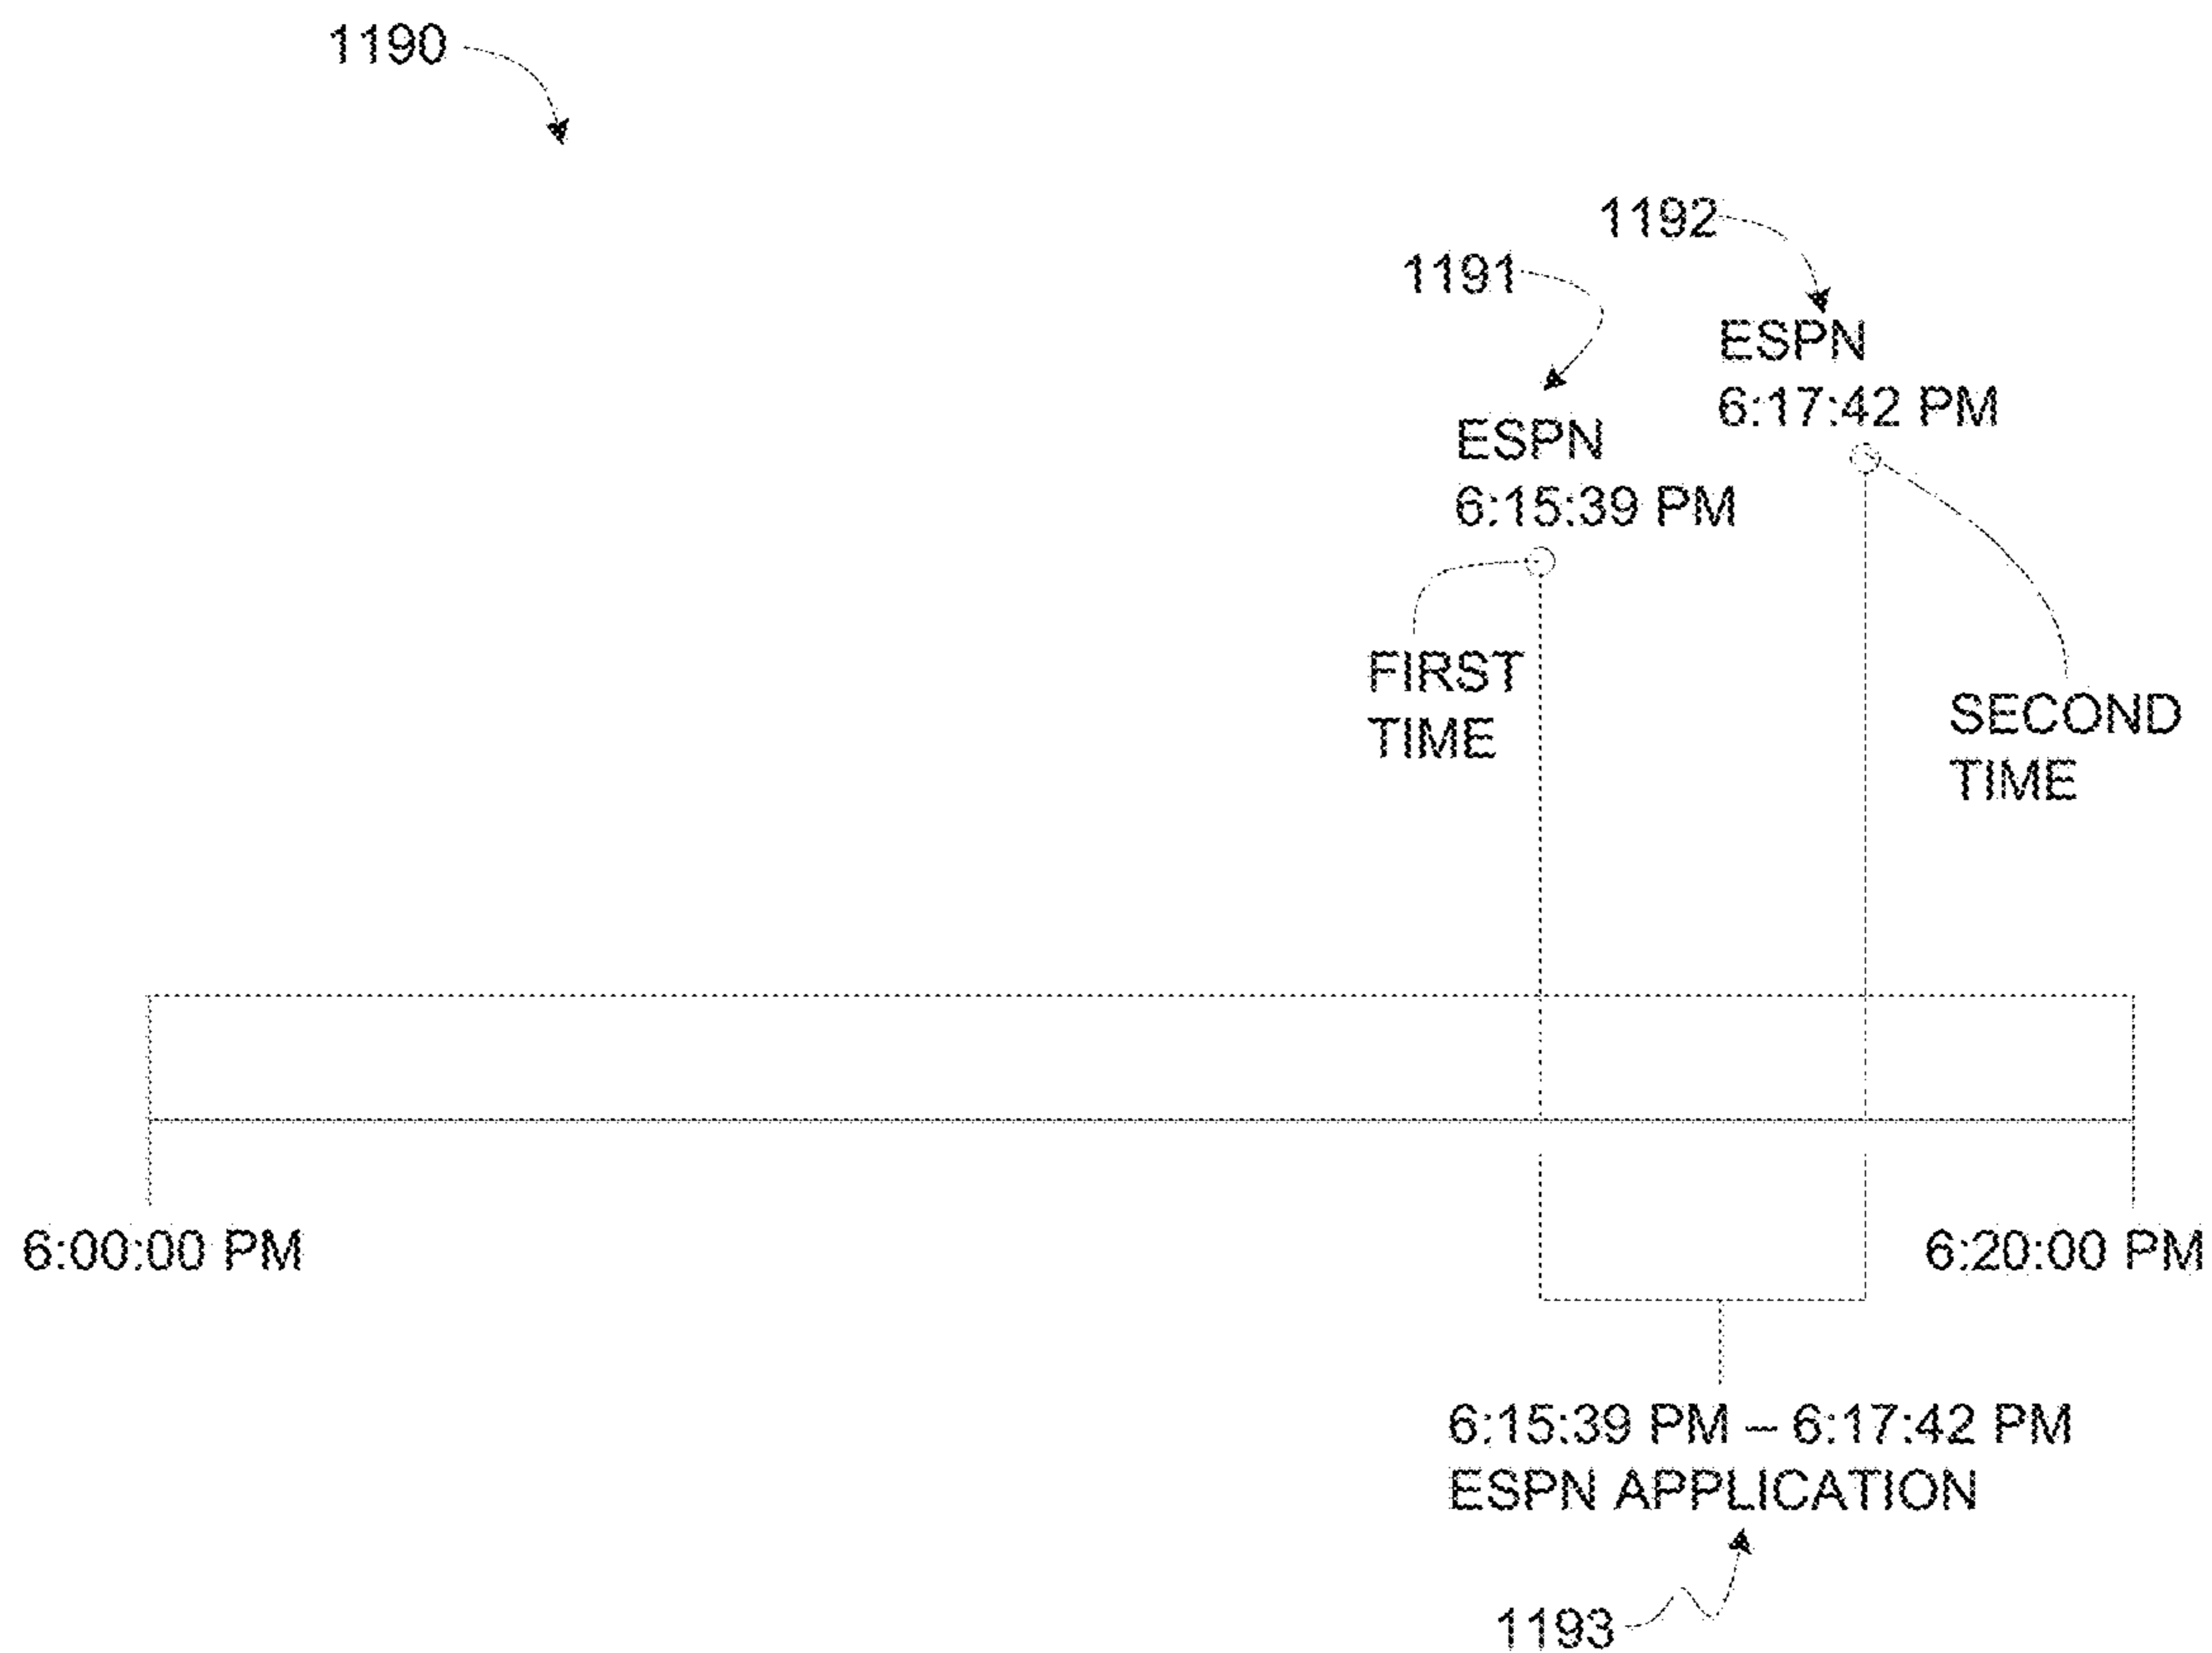 1190
1192
1191
ESPN
6:17:42 PM
ESPN
6:15:39 PM
FIRST
TIME
SECOND
TIME
6:00:00 PM
6:20:00 PM
6:15:39 PM – 6:17:42 PM
ESPN APPLICATION
1193